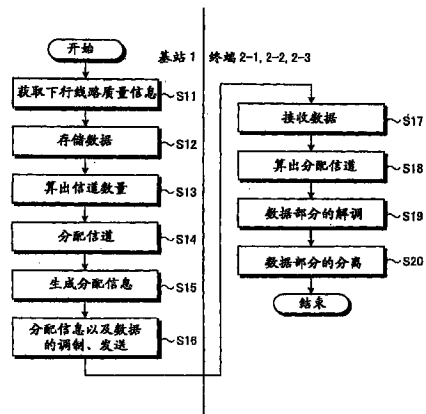 开始
基站 1
终端 2-1, 2-2, 2-3
获取下行线路质量信息
S11
存储数据
S12
算出信道数量
S13
分配信道
S14
生成分配信息
S15
分配信息以及数据
的调制、发送
S16
接收数据
S17
算出分配信道
S18
数据部分的解调
S19
数据部分的分离
S20
结束